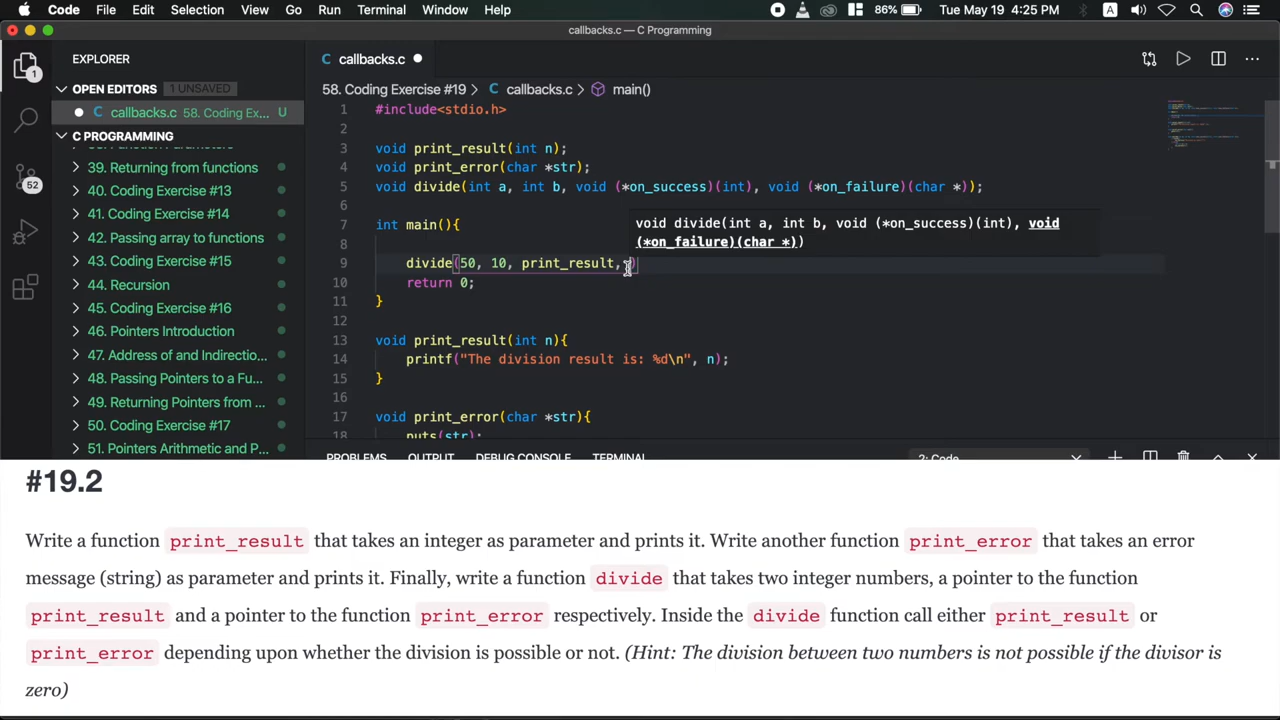 Code File Edit Selection View Go Run Terminal Window Help 86% Tue May 19 4:25 PM A
callbacks.c — C Programming
EXPLORER
1
OPEN EDITORS 1 UNSAVED
C callbacks.c 58. Coding Ex... U
C PROGRAMMING
39. Returning from functions
40. Coding Exercise #13
41. Coding Exercise #14
42. Passing array to functions
43. Coding Exercise #15
44. Recursion
45. Coding Exercise #16
46. Pointers Introduction
47. Address of and Indirectio...
48. Passing Pointers to a Fu...
49. Returning Pointers from ...
50. Coding Exercise #17
51. Pointers Arithmetic and P...
52
C callbacks.c
58. Coding Exercise #19 > C callbacks.c > main()
1 #include<stdio.h>
2
3 void print_result(int n);
4 void print_error(char *str);
5 void divide(int a, int b, void (*on_success)(int), void (*on_failure)(char *));
6
7 int main(){
void divide(int a, int b, void (*on_success)(int), void
(*on_failure)(char *))
8
9 divide(50, 10, print_result, )
10 return 0;
11 }
12
13 void print_result(int n){
14 printf("The division result is: %d\n", n);
15 }
16
17 void print_error(char *str){
18 puts(str);
PROBLEMS OUTPUT DEBUG CONSOLE TERMINAL 2: Code
#19.2
Write a function print_result that takes an integer as parameter and prints it. Write another function print_error that takes an error
message (string) as parameter and prints it. Finally, write a function divide that takes two integer numbers, a pointer to the function
print_result and a pointer to the function print_error respectively. Inside the divide function call either print_result or
print_error depending upon whether the division is possible or not. (Hint: The division between two numbers is not possible if the divisor is
zero)